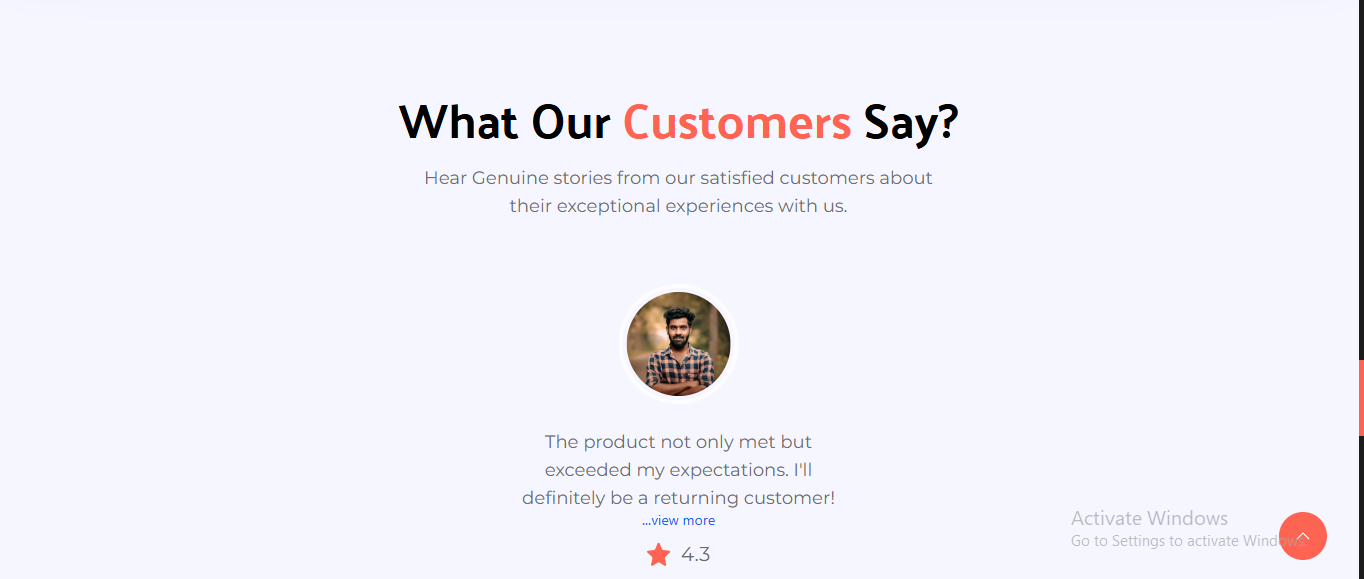 What Our Customers Say?
Hear Genuine stories from our satisfied customers about
their exceptional experiences with us.
The product not only met but
exceeded my expectations. I'll
definitely be a returning customer!
...view more
4.3
Activate Windows
Go to Settings to activate Windows.